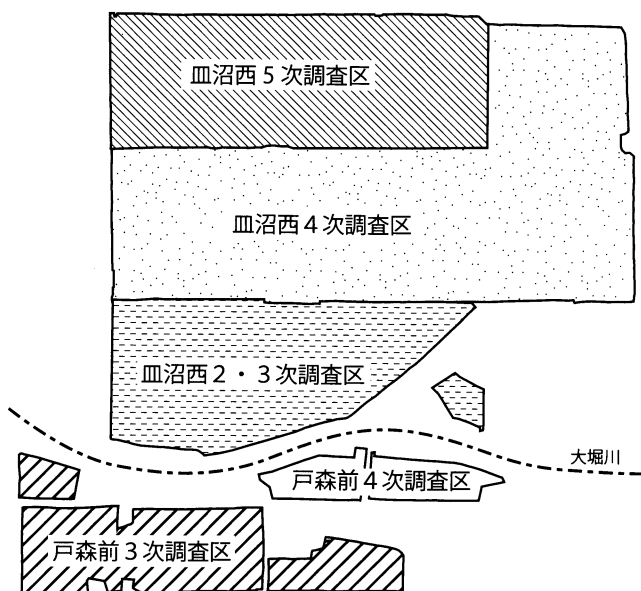 皿沼西５次調査区
皿沼西４次調査区
皿沼西２・３次調査区
大堀川
戸森前４次調査区
戸森前３次調査区